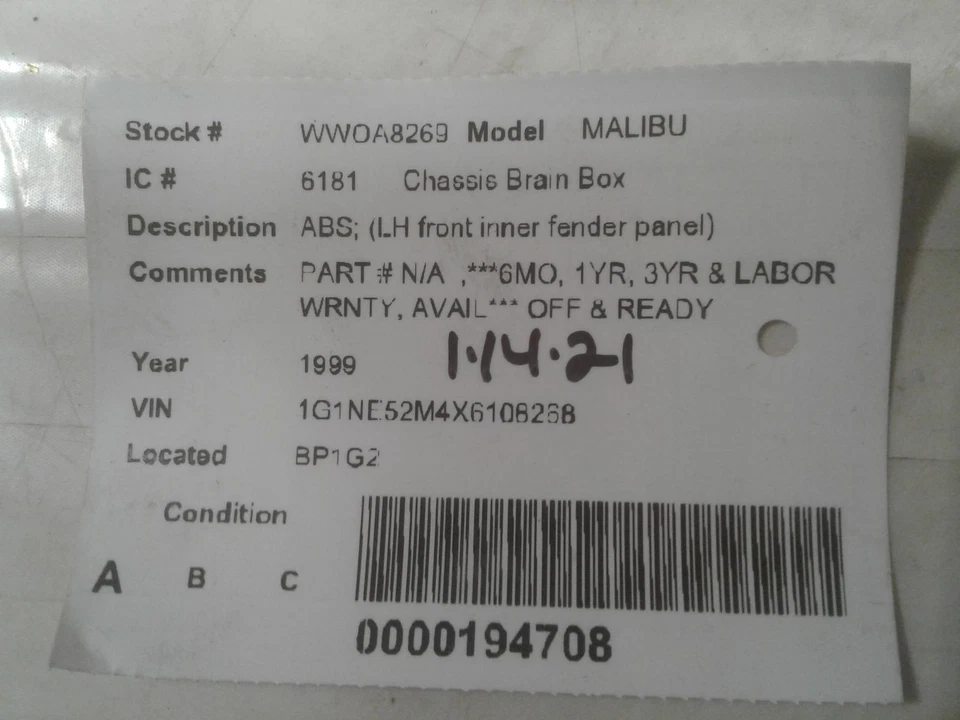 Stock # WWOA8269 Model MALIBU
IC # 6181 Chassis Brain Box
Description ABS; (LH front inner fender panel)
Comments PART # N/A ,***6MO, 1YR, 3YR & LABOR
WRNTY, AVAIL*** OFF & READY
Year 1999 1·14·21
VIN 1G1NE52M4X6108268
Located BP1G2
Condition
A B C
0000194708